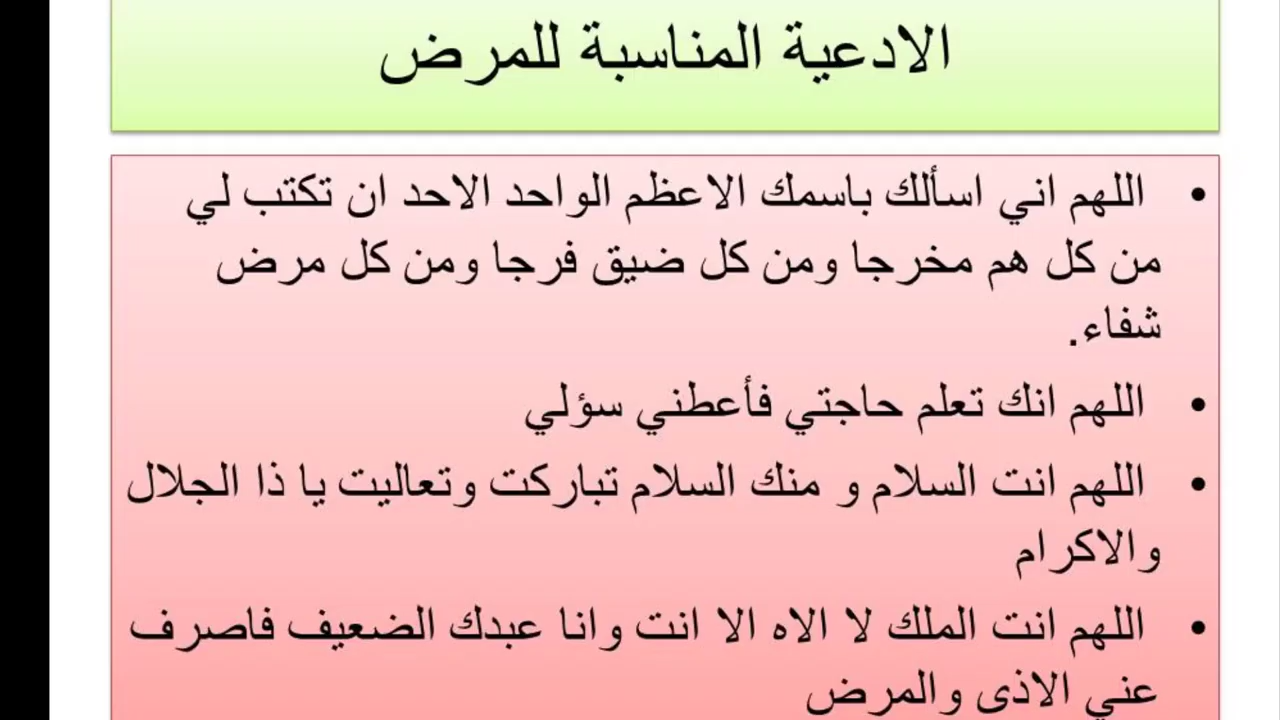 الادعية المناسبة للمرض
• اللهم اني اسألك باسمك الاعظم الواحد الاحد ان تكتب لي
من كل هم مخرجا ومن كل ضيق فرجا ومن كل مرض
شفاء.
• اللهم انك تعلم حاجتي فأعطني سؤلي
• اللهم انت السلام و منك السلام تباركت وتعاليت يا ذا الجلال
والاكرام
• اللهم انت الملك لا الاه الا انت وانا عبدك الضعيف فاصرف
عني الاذى والمرض